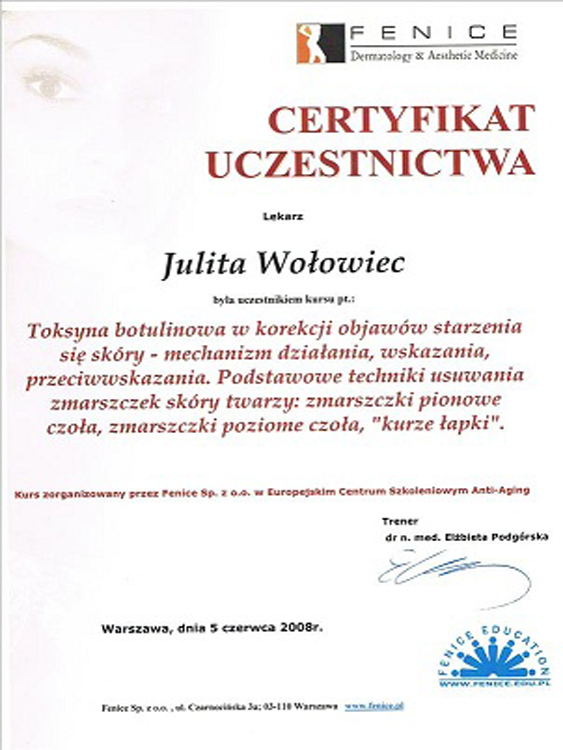 FENICE
Dermatology & Aesthetic Medicine
CERTYFIKAT
UCZESTNICTWA
Lekarz
Julita Wołowiec
była uczestnikiem kursu pt.:
Toksyna botulinowa w korekcji objawów starzenia
się skóry - mechanizm działania, wskazania,
przeciwwskazania. Podstawowe techniki usuwania
zmarszczek skóry twarzy: zmarszczki pionowe
czoła, zmarszczki poziome czoła, "kurze łapki".
Kurs zorganizowany przez Fenice Sp. z o.o. w Europejskim Centrum Szkoleniowym Anti-Aging
Trener
dr n. med. Elżbieta Podgórska
Warszawa, dnia 5 czerwca 2008r.
FENICE EDUCATION
WWW.FENICE.EDU.PL
Fenice Sp. z o.o. , ul. Czarnocińska 3a; 03-110 Warszawa www.fenice.pl